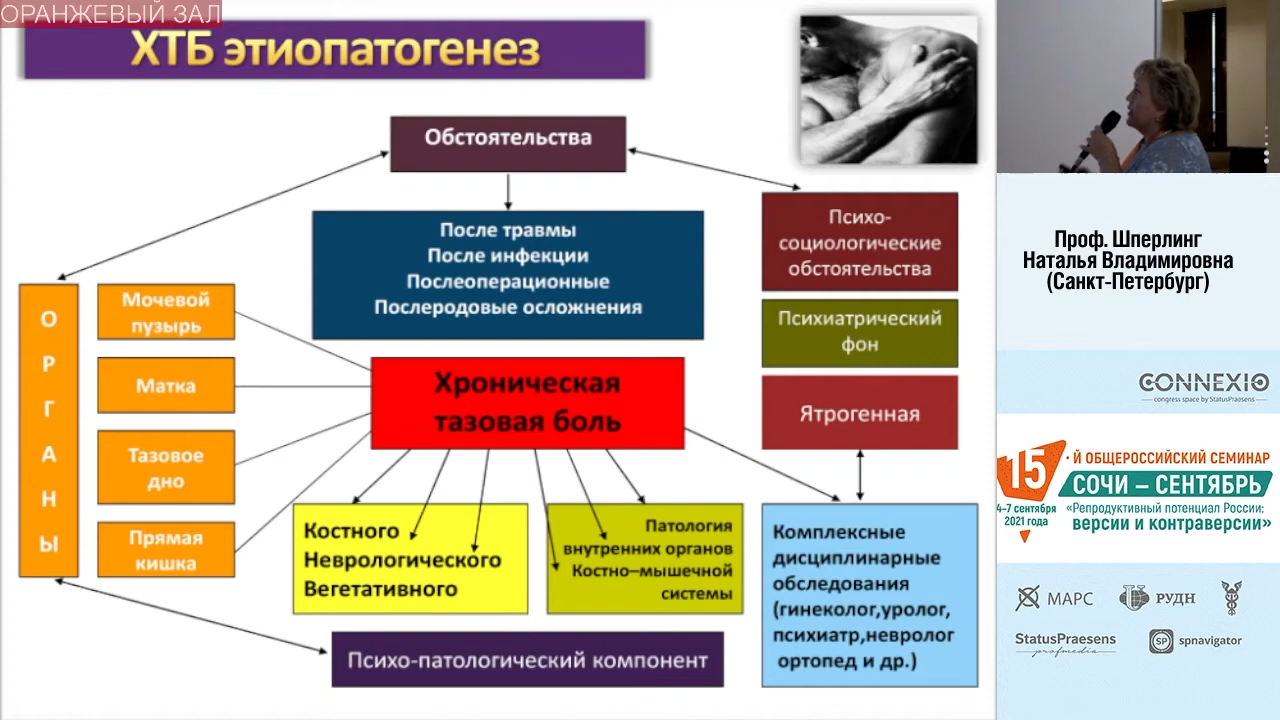 ОРАНЖЕВЫЙ ЗАЛ
ХТБ этиопатогенез
Обстоятельства
После травмы
После инфекции
Послеоперационные
Послеродовые осложнения
Психо-
социологические
обстоятельства
Психиатрический
фон
Ятрогенная
О
Р
Г
А
Н
Ы
Мочевой
пузырь
Матка
Тазовое
дно
Прямая
кишка
Хроническая
тазовая боль
Костного
Неврологического
Вегетативного
Патология
внутренних органов
Костно–мышечной
системы
Комплексные
дисциплинарные
обследования
(гинеколог,уролог,
психиатр,невролог
ортопед и др.)
Психо-патологический компонент
Проф. Шперлинг
Наталья Владимировна
(Санкт-Петербург)
CONNEXIO
congress space by StatusPraesens
15-й ОБЩЕРОССИЙСКИЙ СЕМИНАР
СОЧИ – СЕНТЯБРЬ
4–7 сентября
2021 года
«Репродуктивный потенциал России:
версии и контраверсии»
МАРС
РУДН
StatusPraesens
profmedia
SP spnavigator